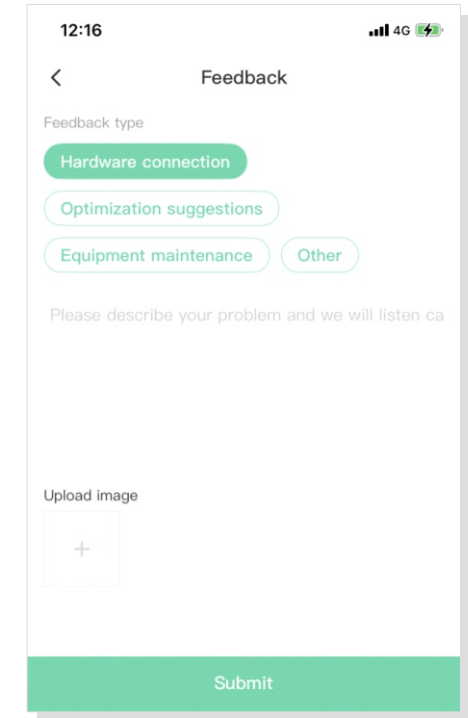 12:16 4G
Feedback
Feedback type
Hardware connection
Optimization suggestions
Equipment maintenance Other
Please describe your problem and we will listen ca
Upload image
+
Submit